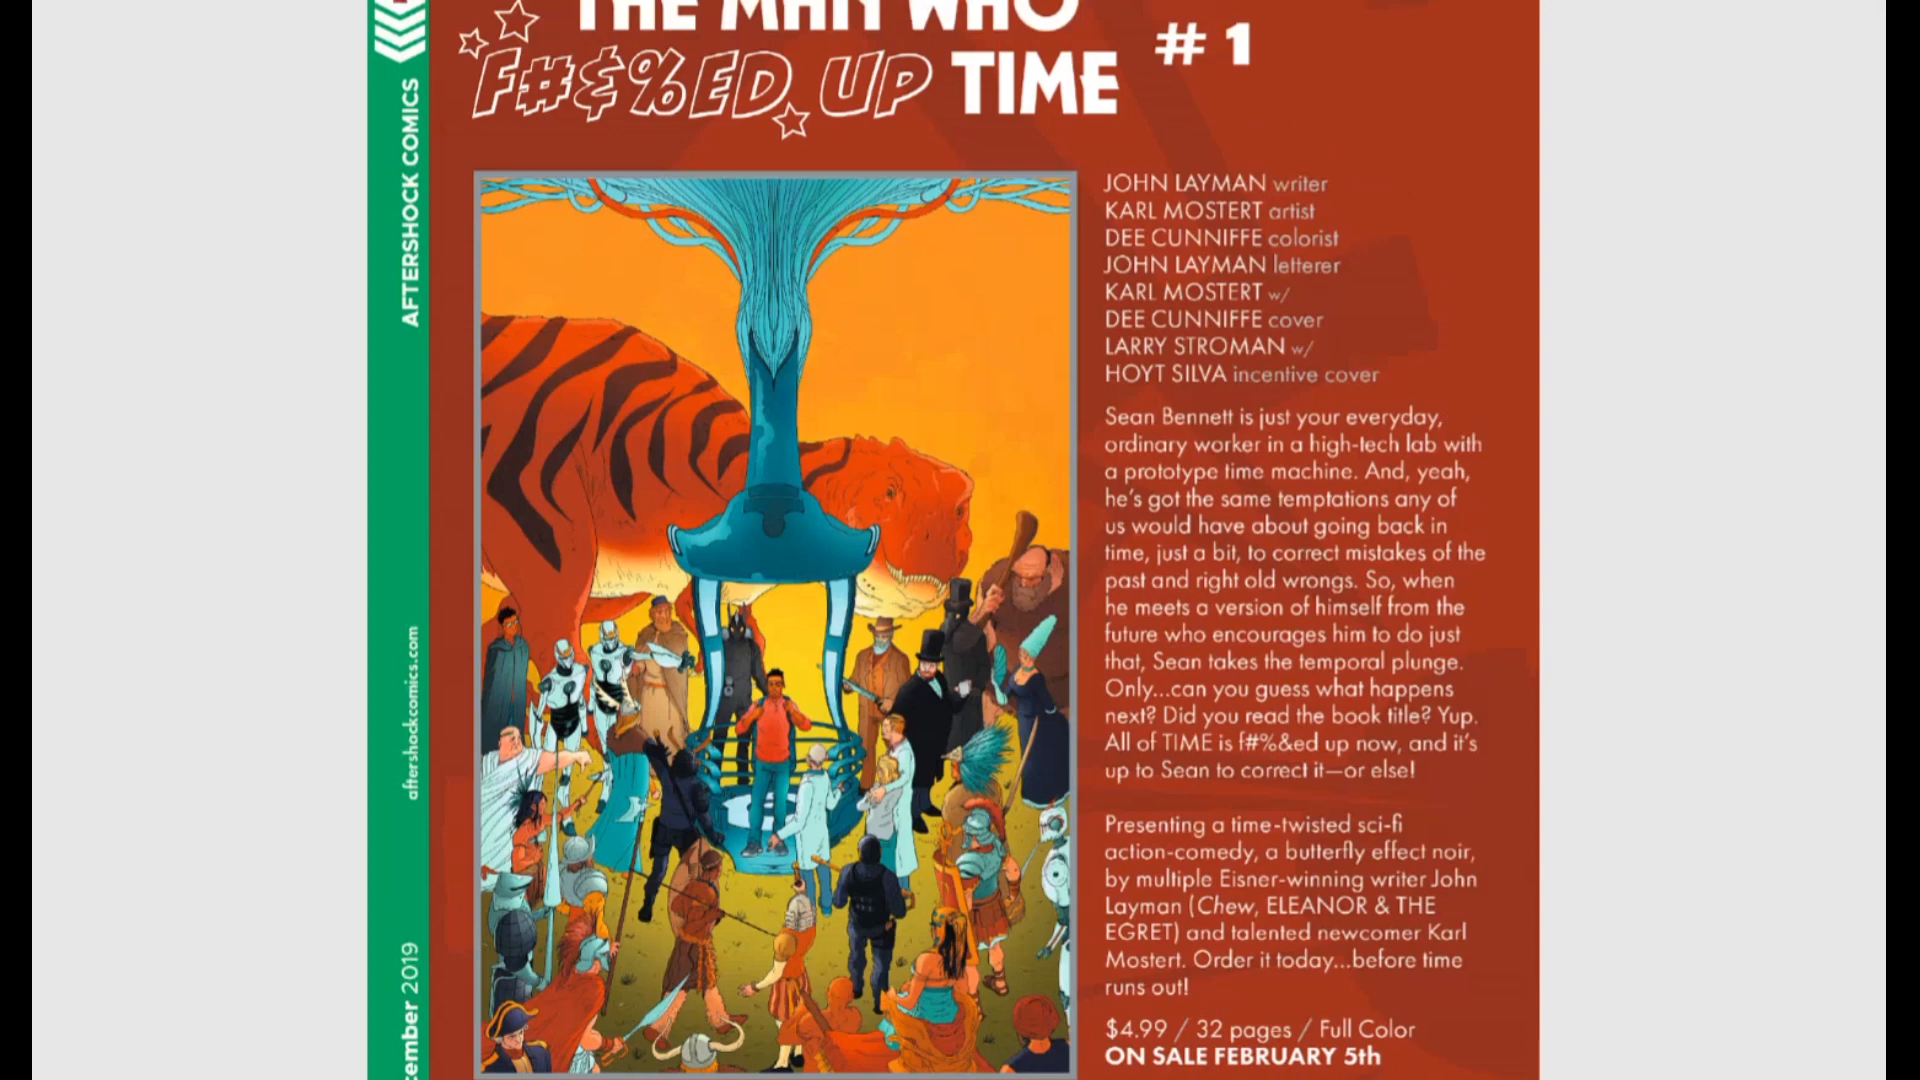 THE MAN WHO
F#&%ED UP TIME
#1
AFTERSHOCK COMICS
aftershockcomics.com
2019
JOHN LAYMAN writer
KARL MOSTERT artist
DEE CUNNIFFE colorist
JOHN LAYMAN letterer
KARL MOSTERT w/
DEE CUNNIFFE cover
LARRY STROMAN w/
HOYT SILVA incentive cover
Sean Bennett is just your everyday,
ordinary worker in a high-tech lab with
a prototype time machine. And, yeah,
he's got the same temptations any of
us would have about going back in
time, just a bit, to correct mistakes of the
past and right old wrongs. So, when
he meets a version of himself from the
future who encourages him to do just
that, Sean takes the temporal plunge.
Only...can you guess what happens
next? Did you read the book title? Yup.
All of TIME is f#%&ed up now, and it's
up to Sean to correct it—or else!
Presenting a time-twisted sci-fi
action-comedy, a butterfly effect noir,
by multiple Eisner-winning writer John
Layman (Chew, ELEANOR & THE
EGRET) and talented newcomer Karl
Mostert. Order it today...before time
runs out!
$4.99 / 32 pages / Full Color
ON SALE FEBRUARY 5th